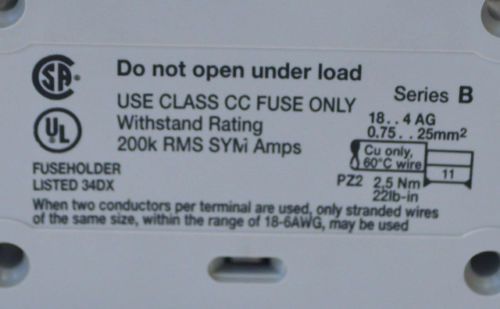 SA
Do not open under load
Series B
USE CLASS CC FUSE ONLY
UL
Withstand Rating
200k RMS SYM Amps
18..4 AG
0.75..25mm²
Cu only,
60°C wire
11
FUSEHOLDER
LISTED 34DX
PZ2 2,5 Nm
22lb-in
When two conductors per terminal are used, only stranded wires
of the same size, within the range of 18-6AWG, may be used